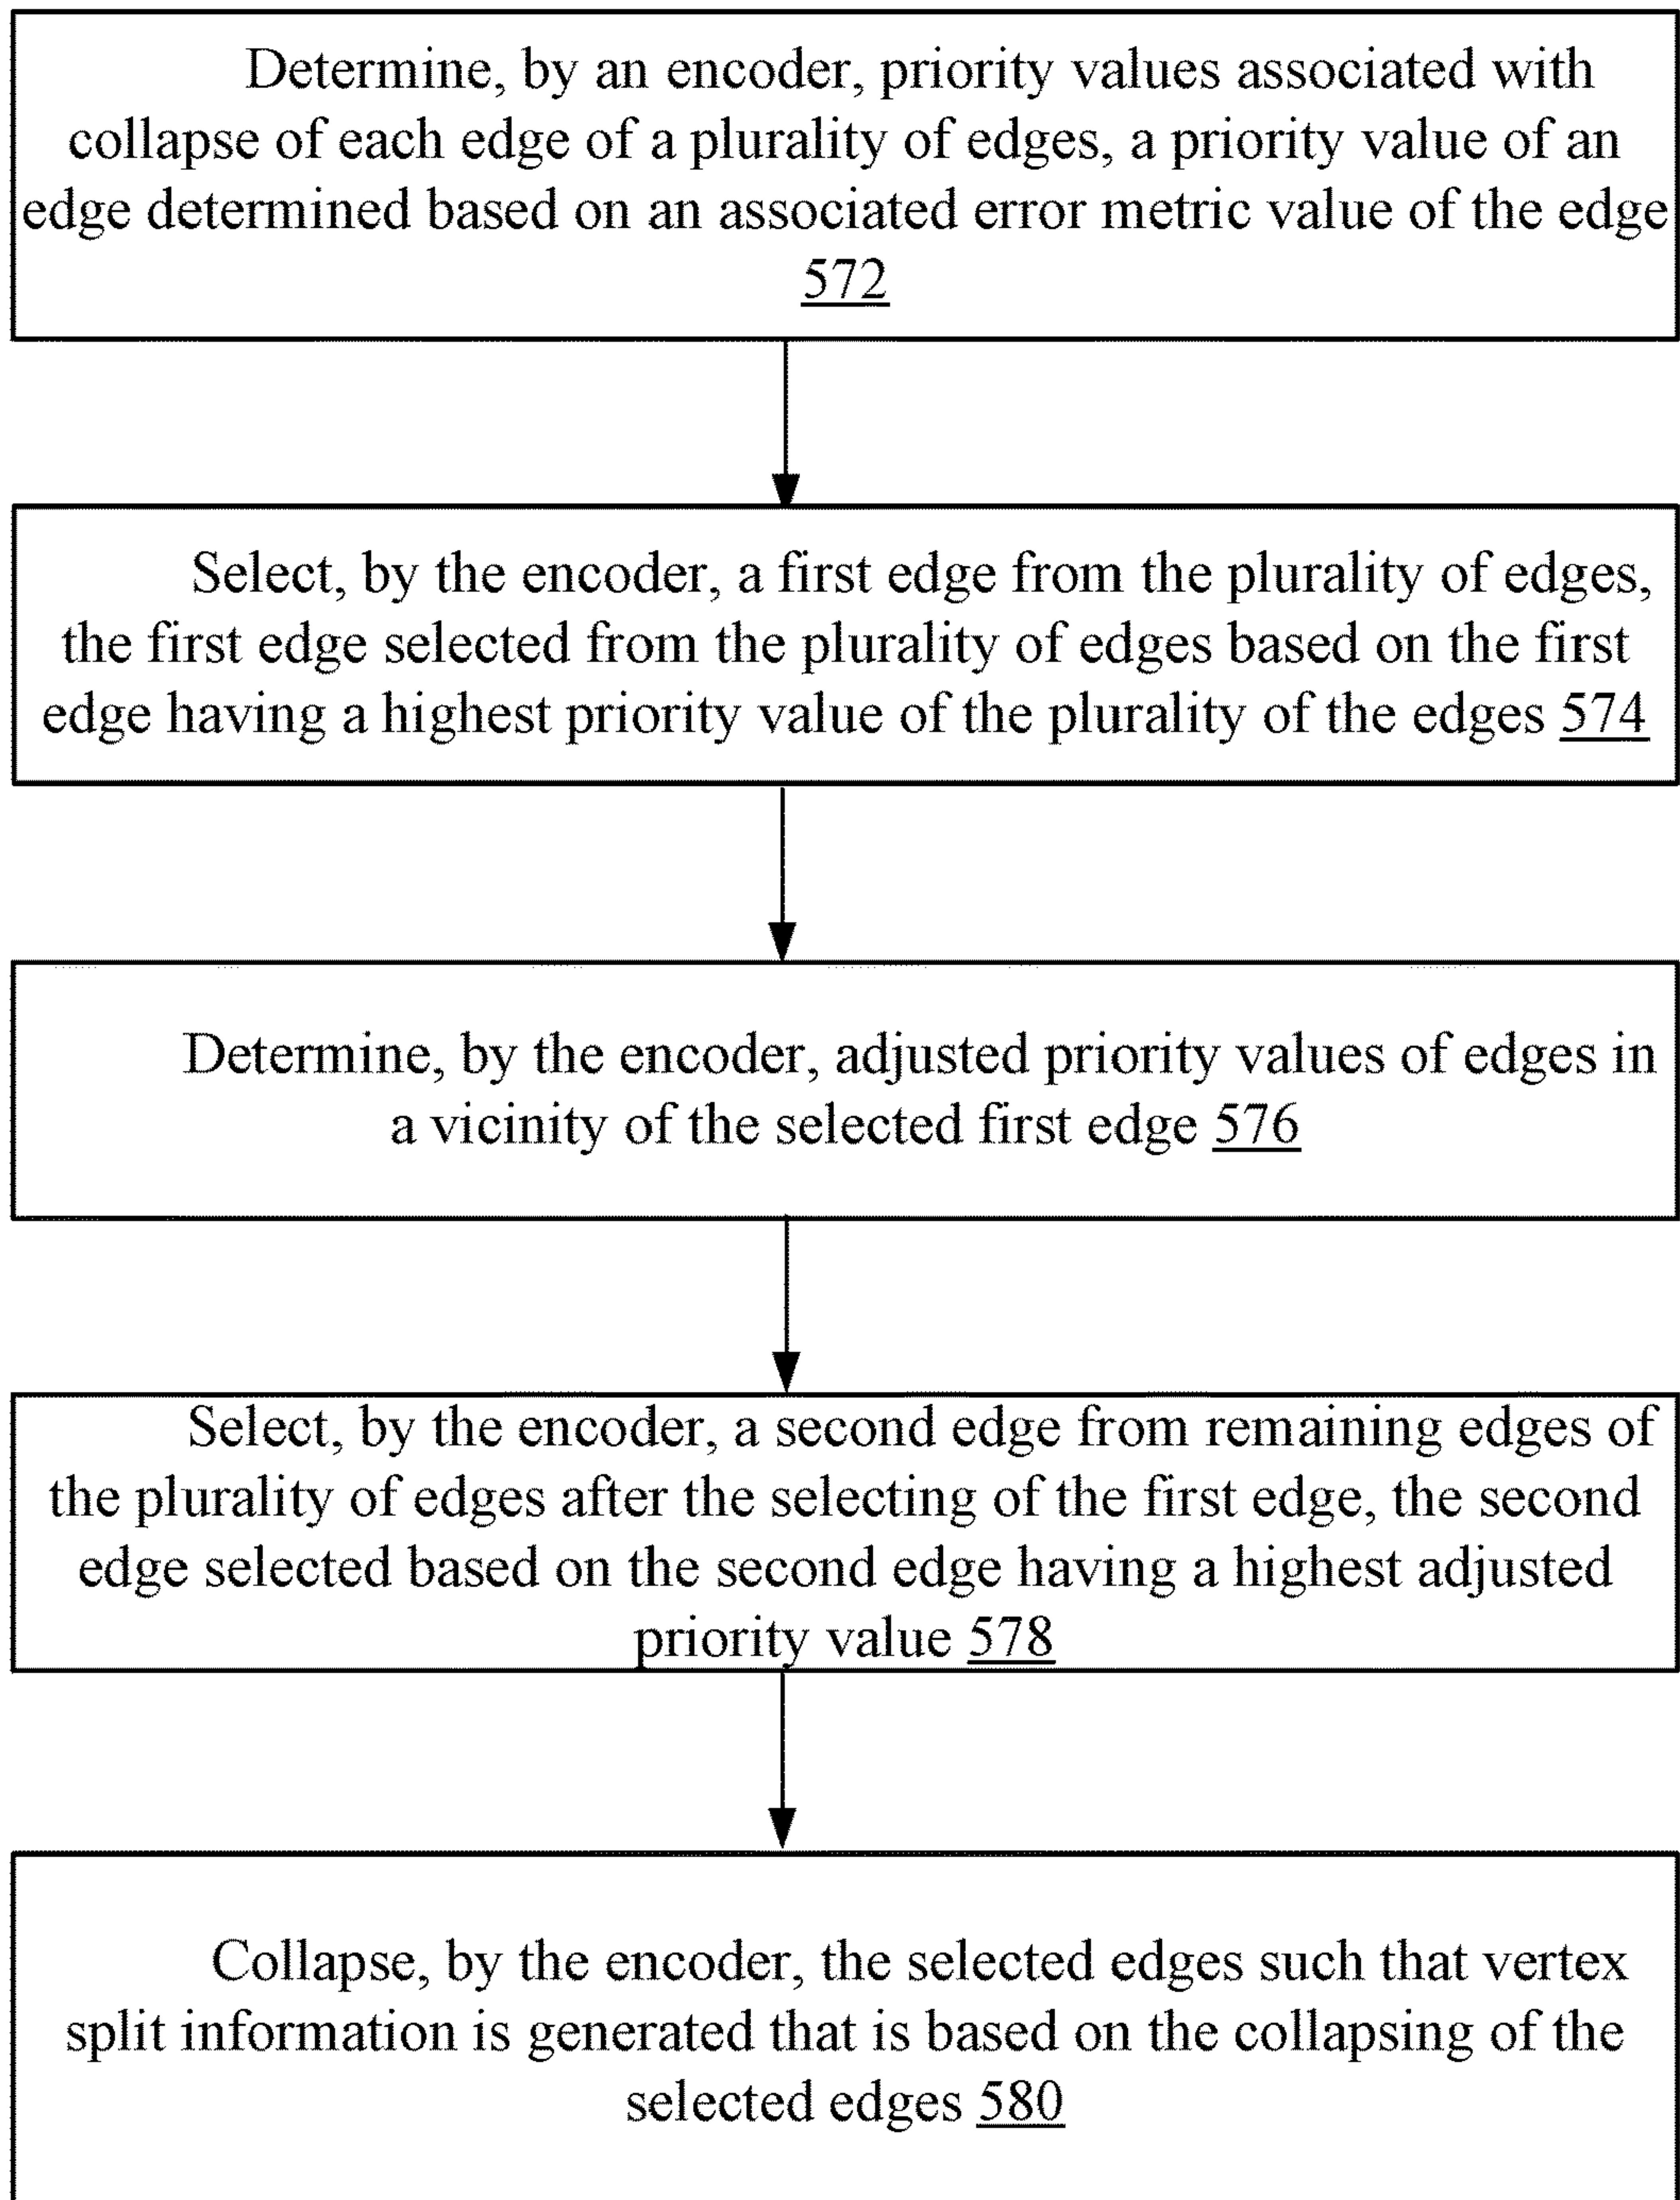 Determine, by an encoder, priority values associated with
collapse of each edge of a plurality of edges, a priority value of an
edge determined based on an associated error metric value of the edge
572
Select, by the encoder, a first edge from the plurality of edges,
the first edge selected from the plurality of edges based on the first
edge having a highest priority value of the plurality of the edges 574
Determine, by the encoder, adjusted priority values of edges in
a vicinity of the selected first edge 576
Select, by the encoder, a second edge from remaining edges of
the plurality of edges after the selecting of the first edge, the second
edge selected based on the second edge having a highest adjusted
priority value 578
Collapse, by the encoder, the selected edges such that vertex
split information is generated that is based on the collapsing of the
selected edges 580